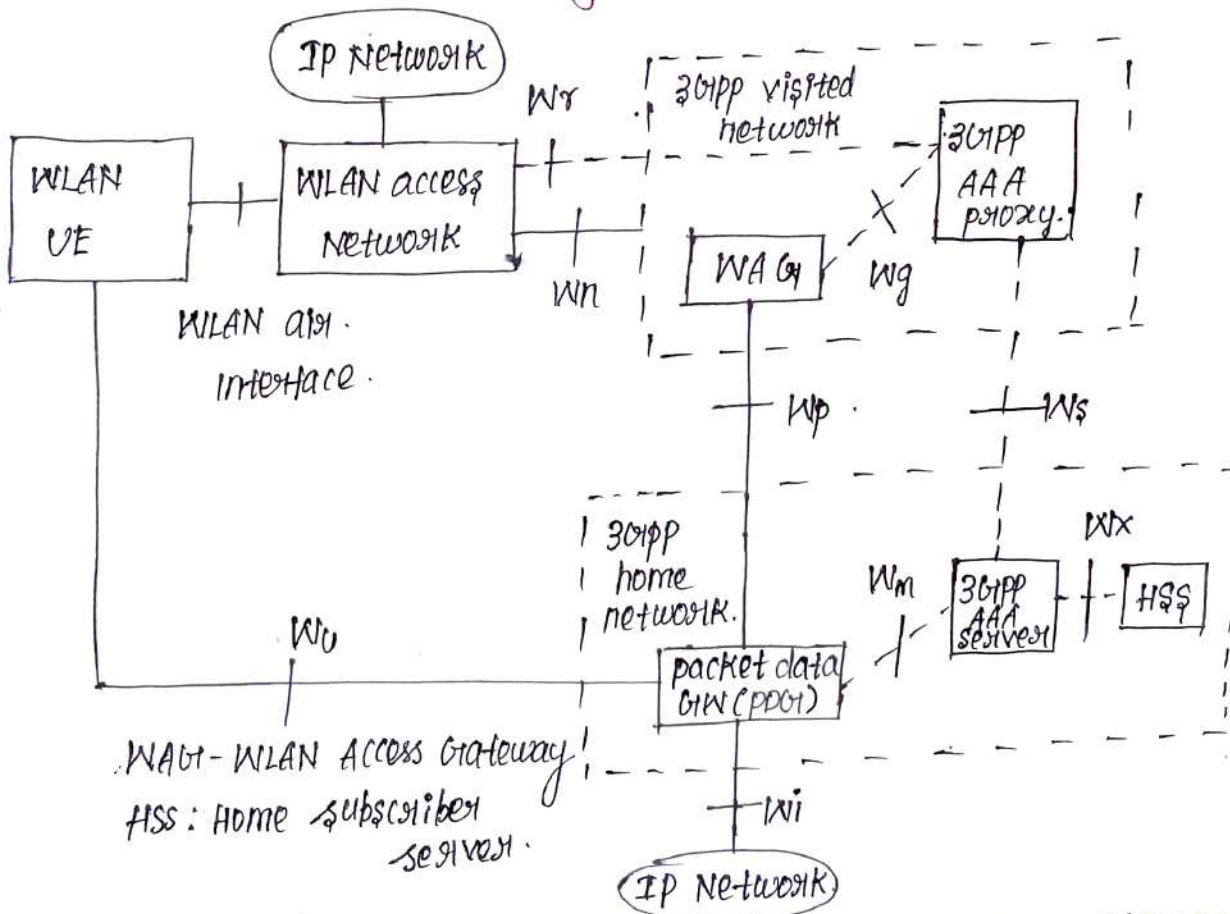 IP Network
Wr
3GPP visited
network
3GPP
AAA
proxy.
WLAN
UE
WLAN access
Network
WAG
Wg
Wn
WLAN air.
interface.
Wp.
Ws
3GPP
home
network.
Wm
Wx
3GPP
AAA
server
HSS
Wu
packet data
GW (PDG)
WAG - WLAN Access Gateway
HSS: Home subscriber
server.
Wi
IP Network